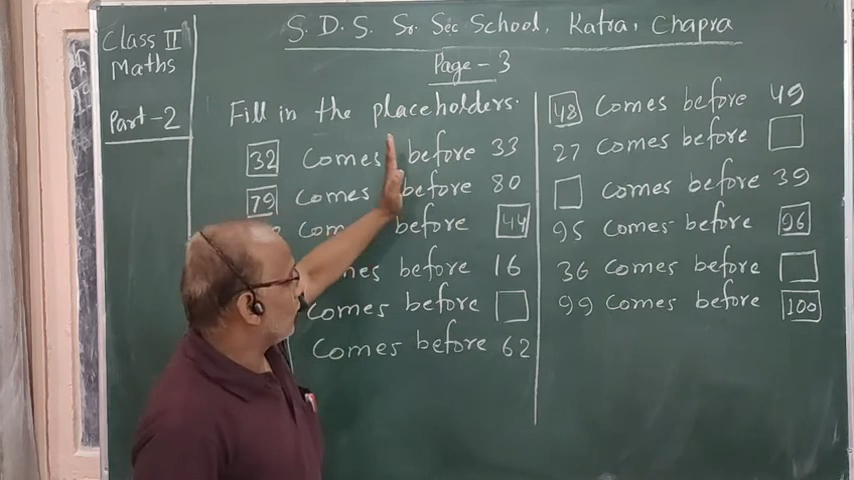 S. D. S. Sr. Sec School, Katra, Chapra
Class II
Maths
Part-2
Page-3
Fill in the placeholders.
32 Comes before 33
79 Comes before 80
before 44
before 16
Comes before
Comes before 62
48 Comes before 49
27 Comes before
Comes before 39
95 Comes before 96
36 Comes before
99 Comes before 100